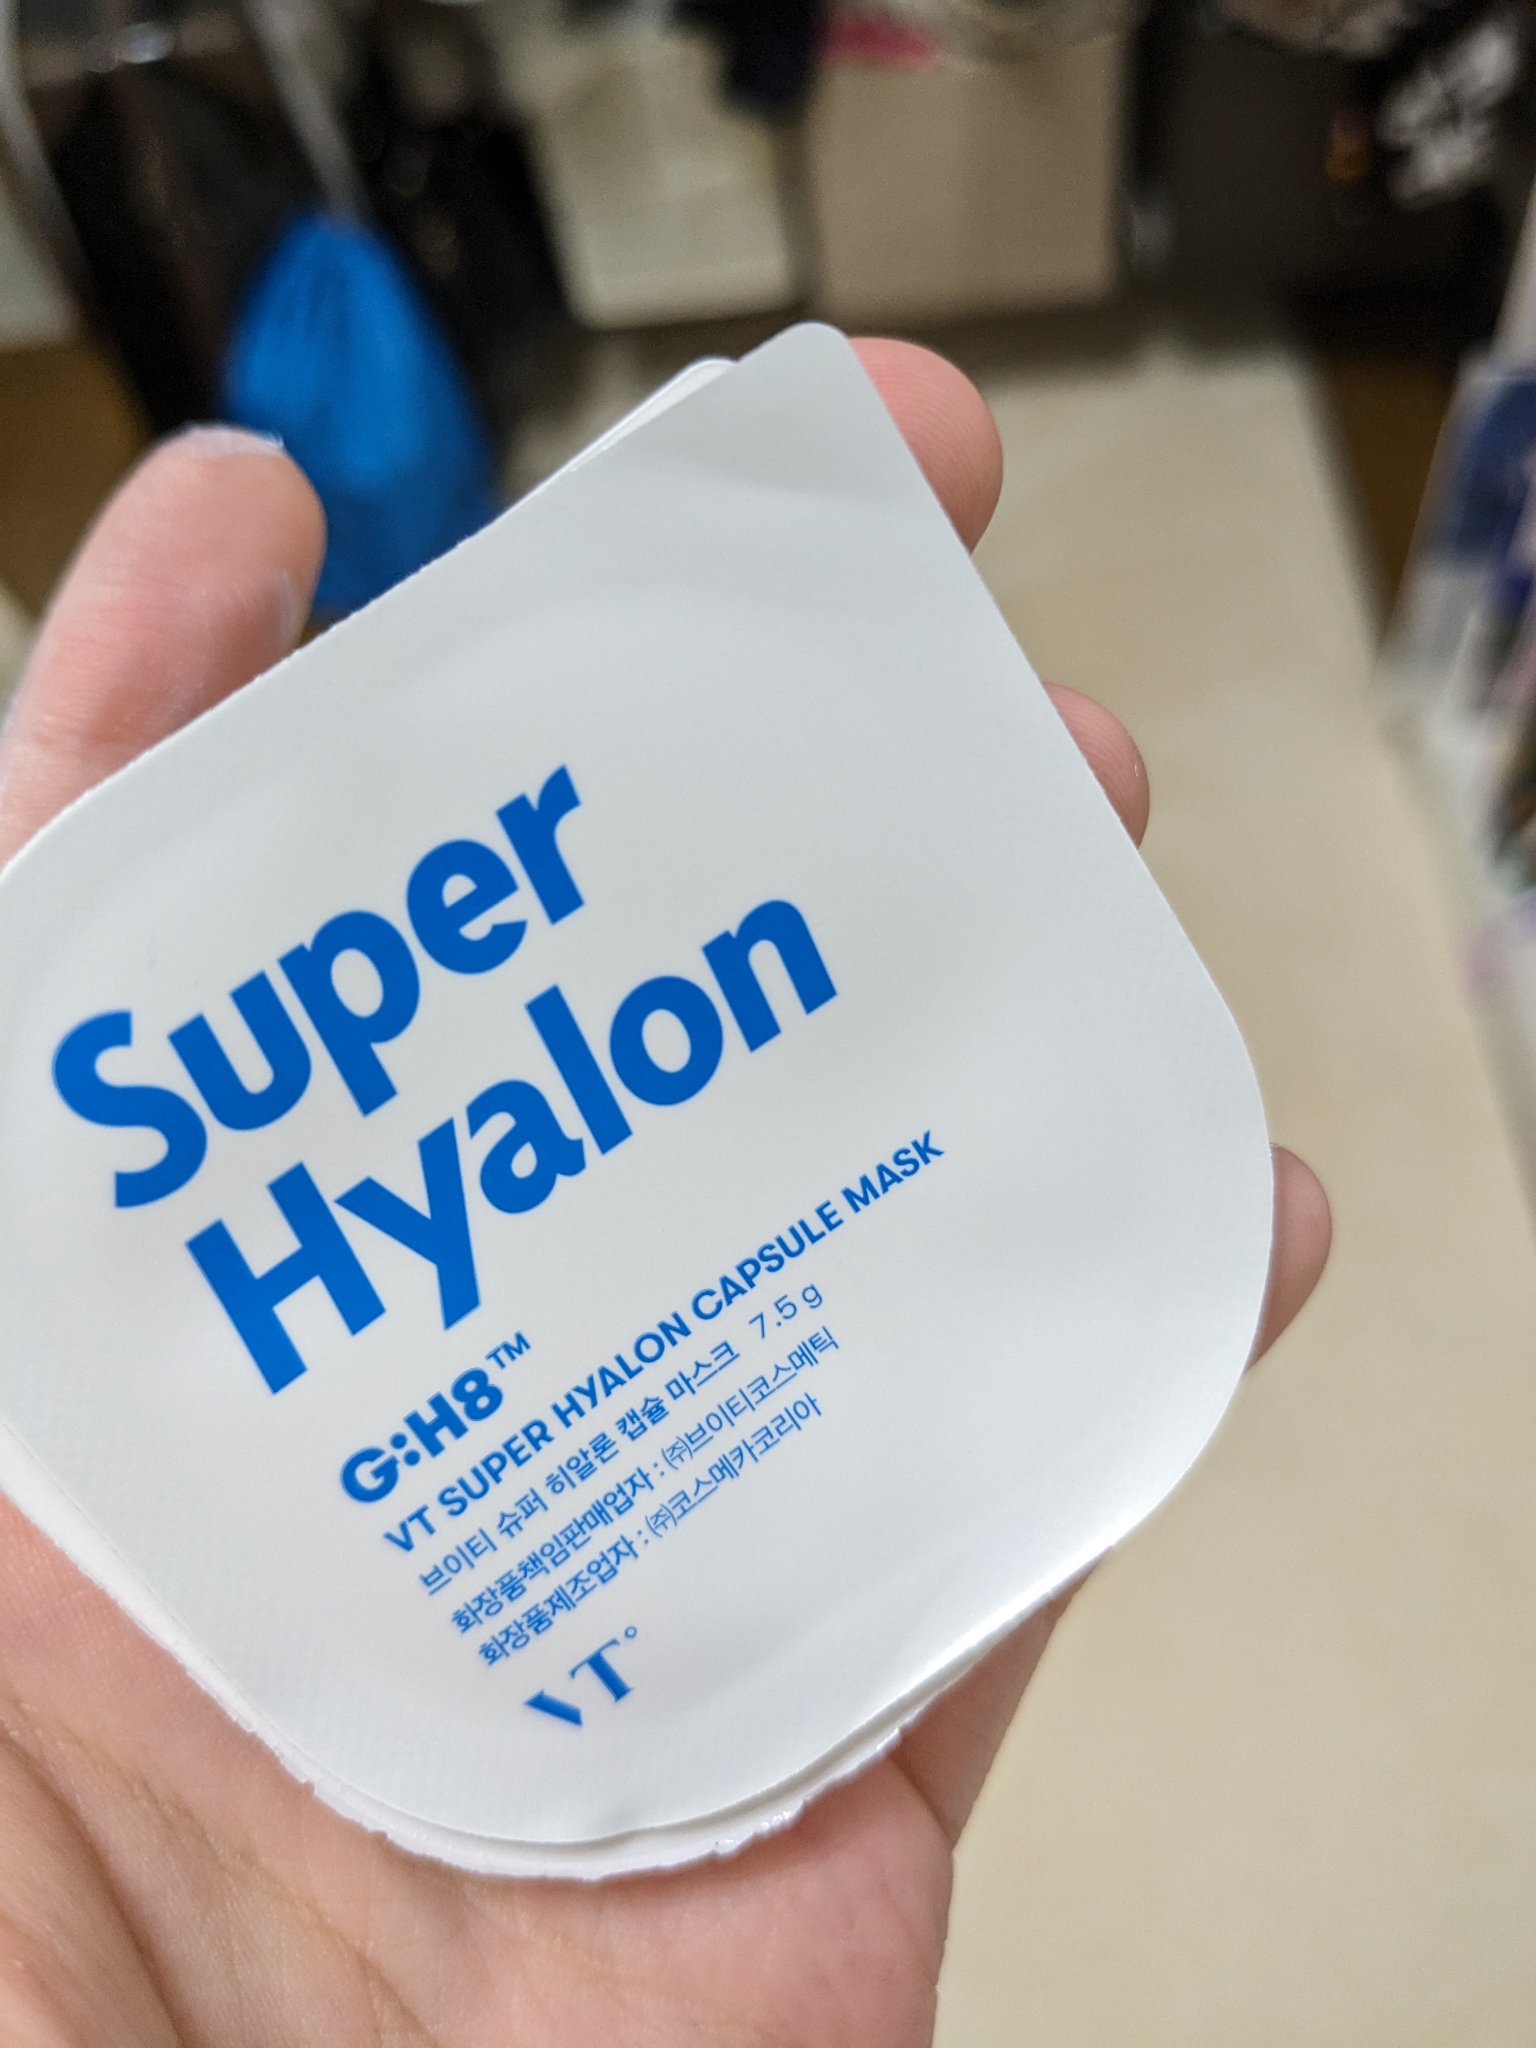 Super
Hyalon
G:H8™
VT SUPER HYALON CAPSULE MASK
브이티 슈퍼 히알론 캡슐 마스크 7.5 g
화장품책임판매업자 : ㈜브이티코스메틱
화장품제조업자 : ㈜코스메카코리아
VT°